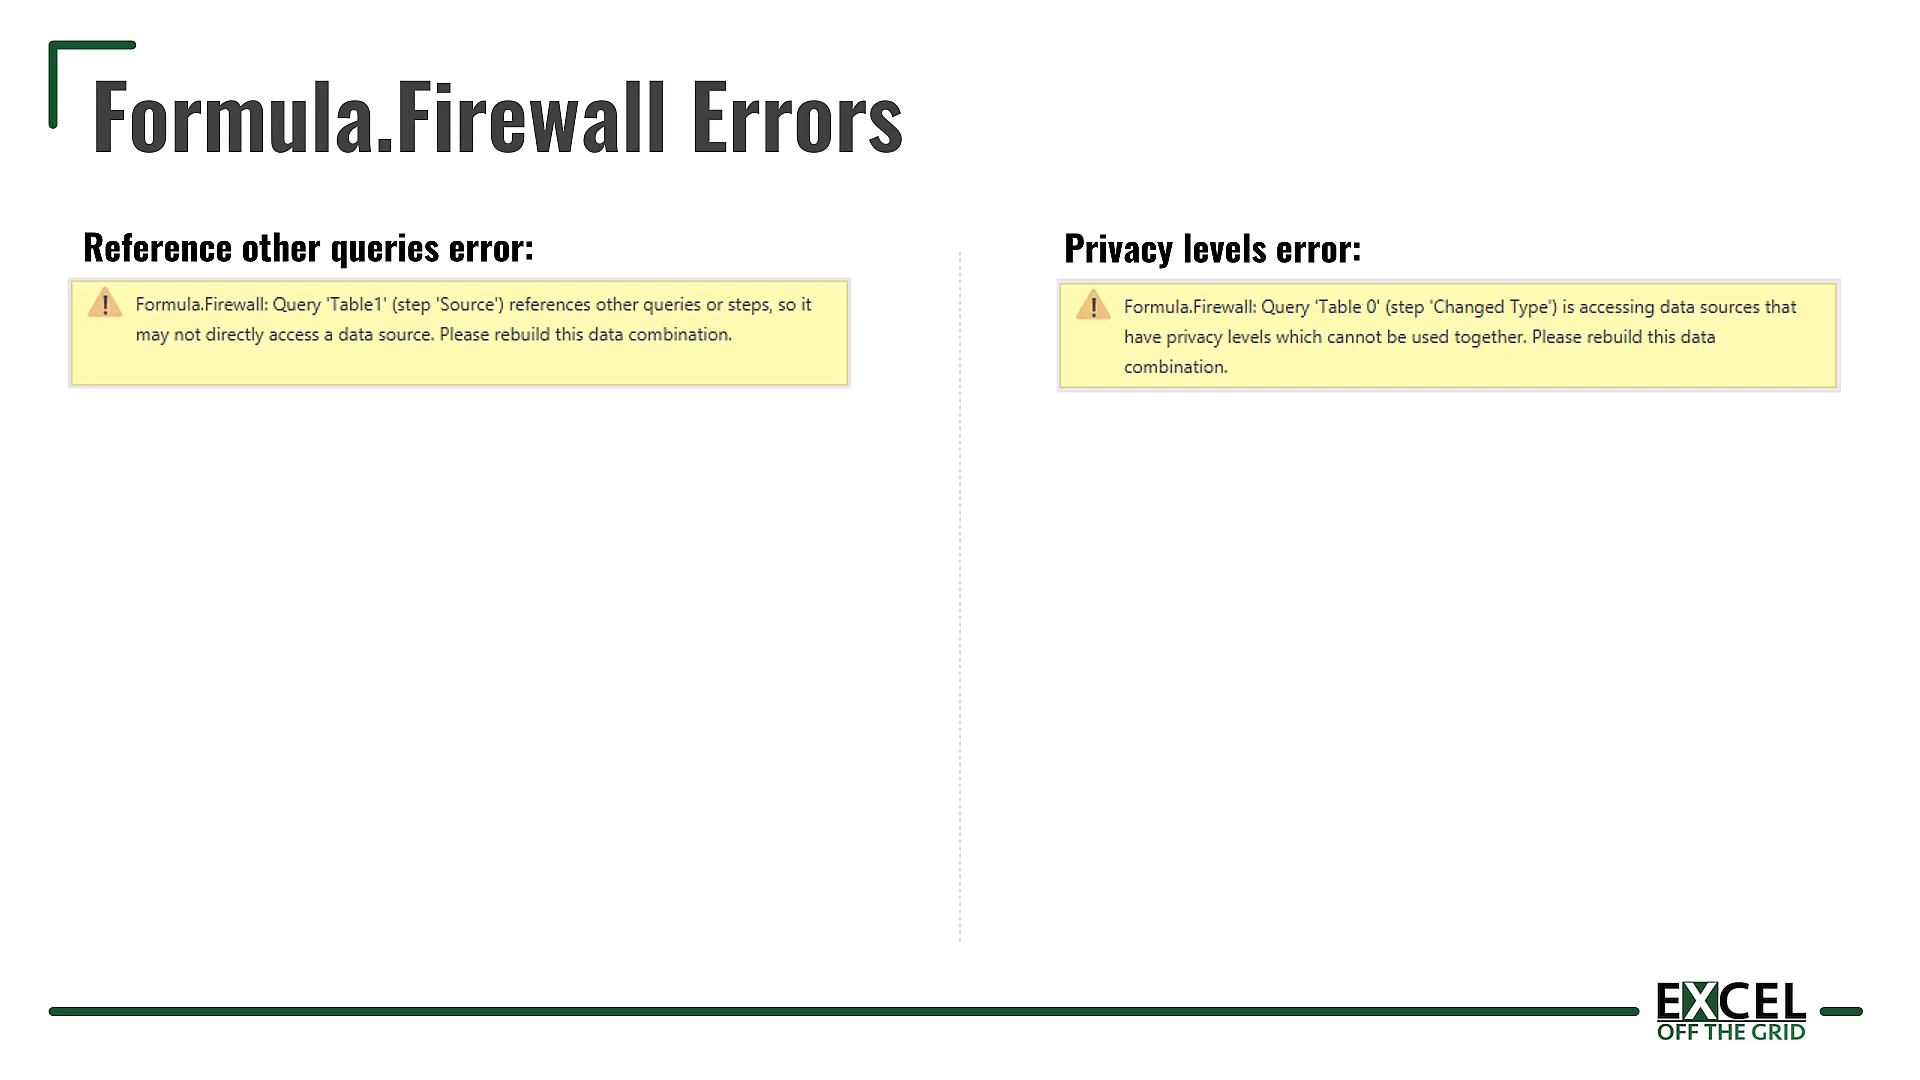 Formula.Firewall Errors
Reference other queries error:
Formula.Firewall: Query 'Table1' (step 'Source') references other queries or steps, so it
may not directly access a data source. Please rebuild this data combination.
Privacy levels error:
Formula.Firewall: Query 'Table 0' (step 'Changed Type') is accessing data sources that
have privacy levels which cannot be used together. Please rebuild this data
combination.
EXCEL
OFF THE GRID